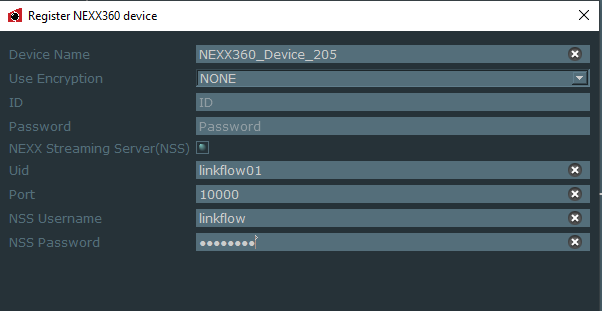 Register NEXX360 device
Device Name NEXX360_Device_205
Use Encryption NONE
ID ID
Password Password
NEXX Streaming Server(NSS)
Uid linkflow01
Port 10000
NSS Username linkflow
NSS Password ●●●●●●●●